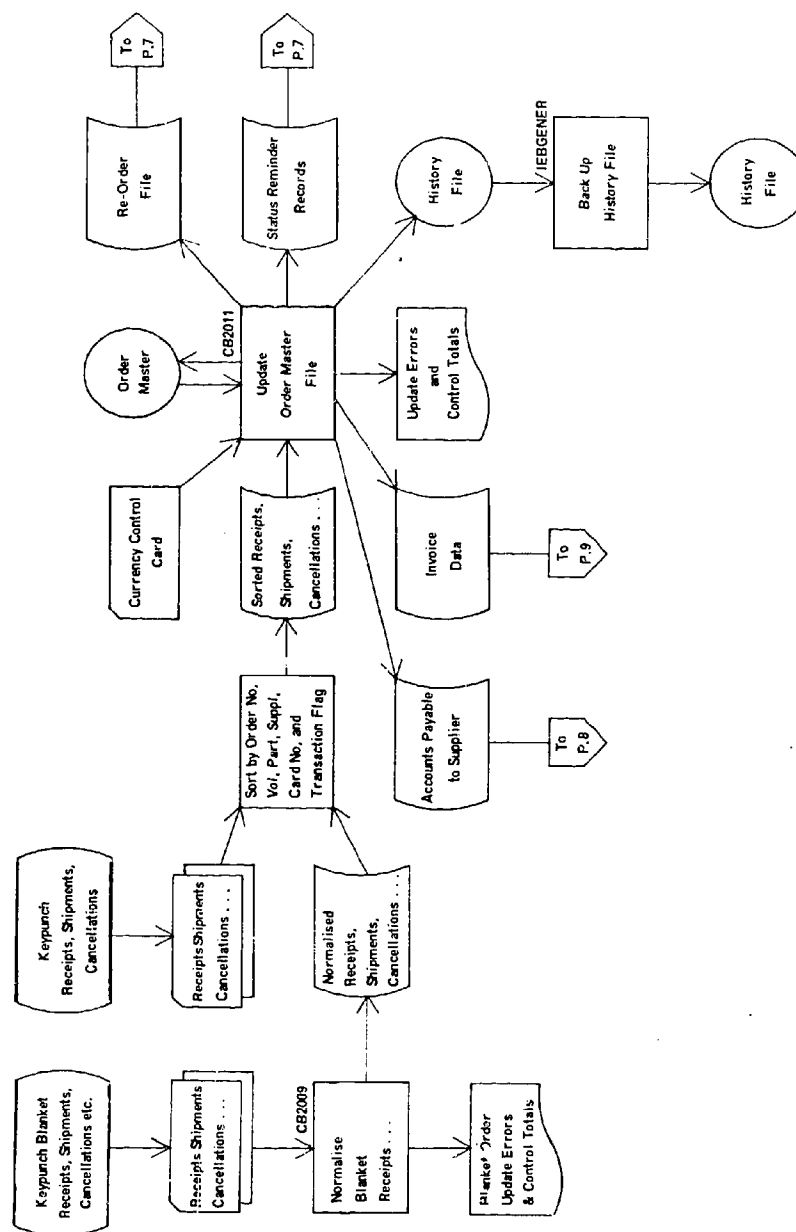 Keypunch Blanket
Receipts, Shipments,
Cancellations etc.
Receipts Shipments
Cancellations . . .
CB2009
Normalise
Blanket
Receipts . . .
Blanket Order
Update Errors
& Control Totals
Keypunch
Receipts, Shipments,
Cancellations
Receipts Shipments
Cancellations . . .
Normalised
Receipts,
Shipments,
Cancellations . . .
Sort by Order No,
Vol, Part, Suppl,
Card No, and
Transaction Flag
Currency Control
Card
Sorted Receipts,
Shipments,
Cancellations . . .
Accounts Payable
to Supplier
To
P.8
Order
Master
CB2011
Update
Order Master
File
Invoice
Data
To
P.9
Update Errors
and
Control Totals
Re-Order
File
To
P.7
Status Reminder
Records
To
P.7
History
File
IEBGENER
Back Up
History File
History
File